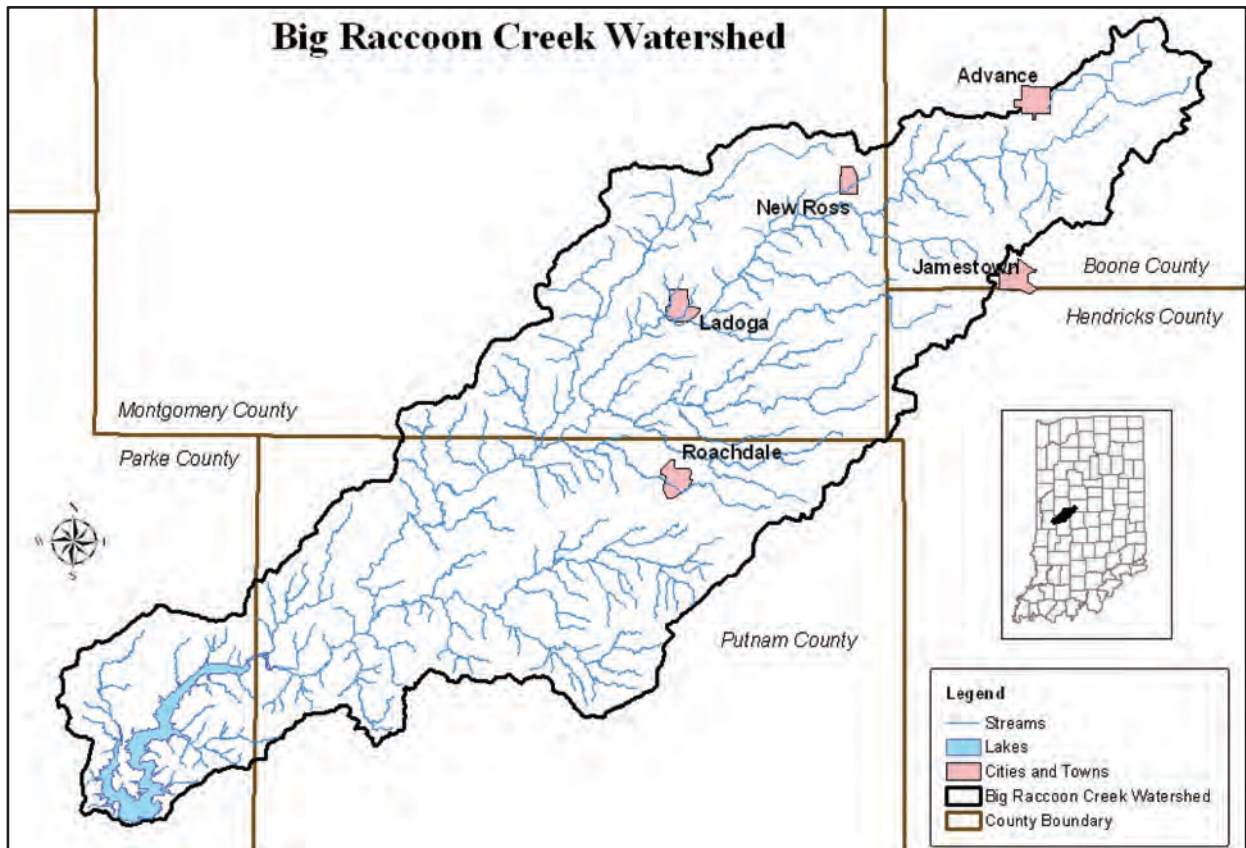 Big Raccoon Creek Watershed
Advance
New Ross
Jamestown
Boone County
Hendricks County
Ladoga
Montgomery County
Parke County
Roachdale
N
W
E
S
Putnam County
Legend
Streams
Lakes
Cities and Towns
Big Raccoon Creek Watershed
County Boundary